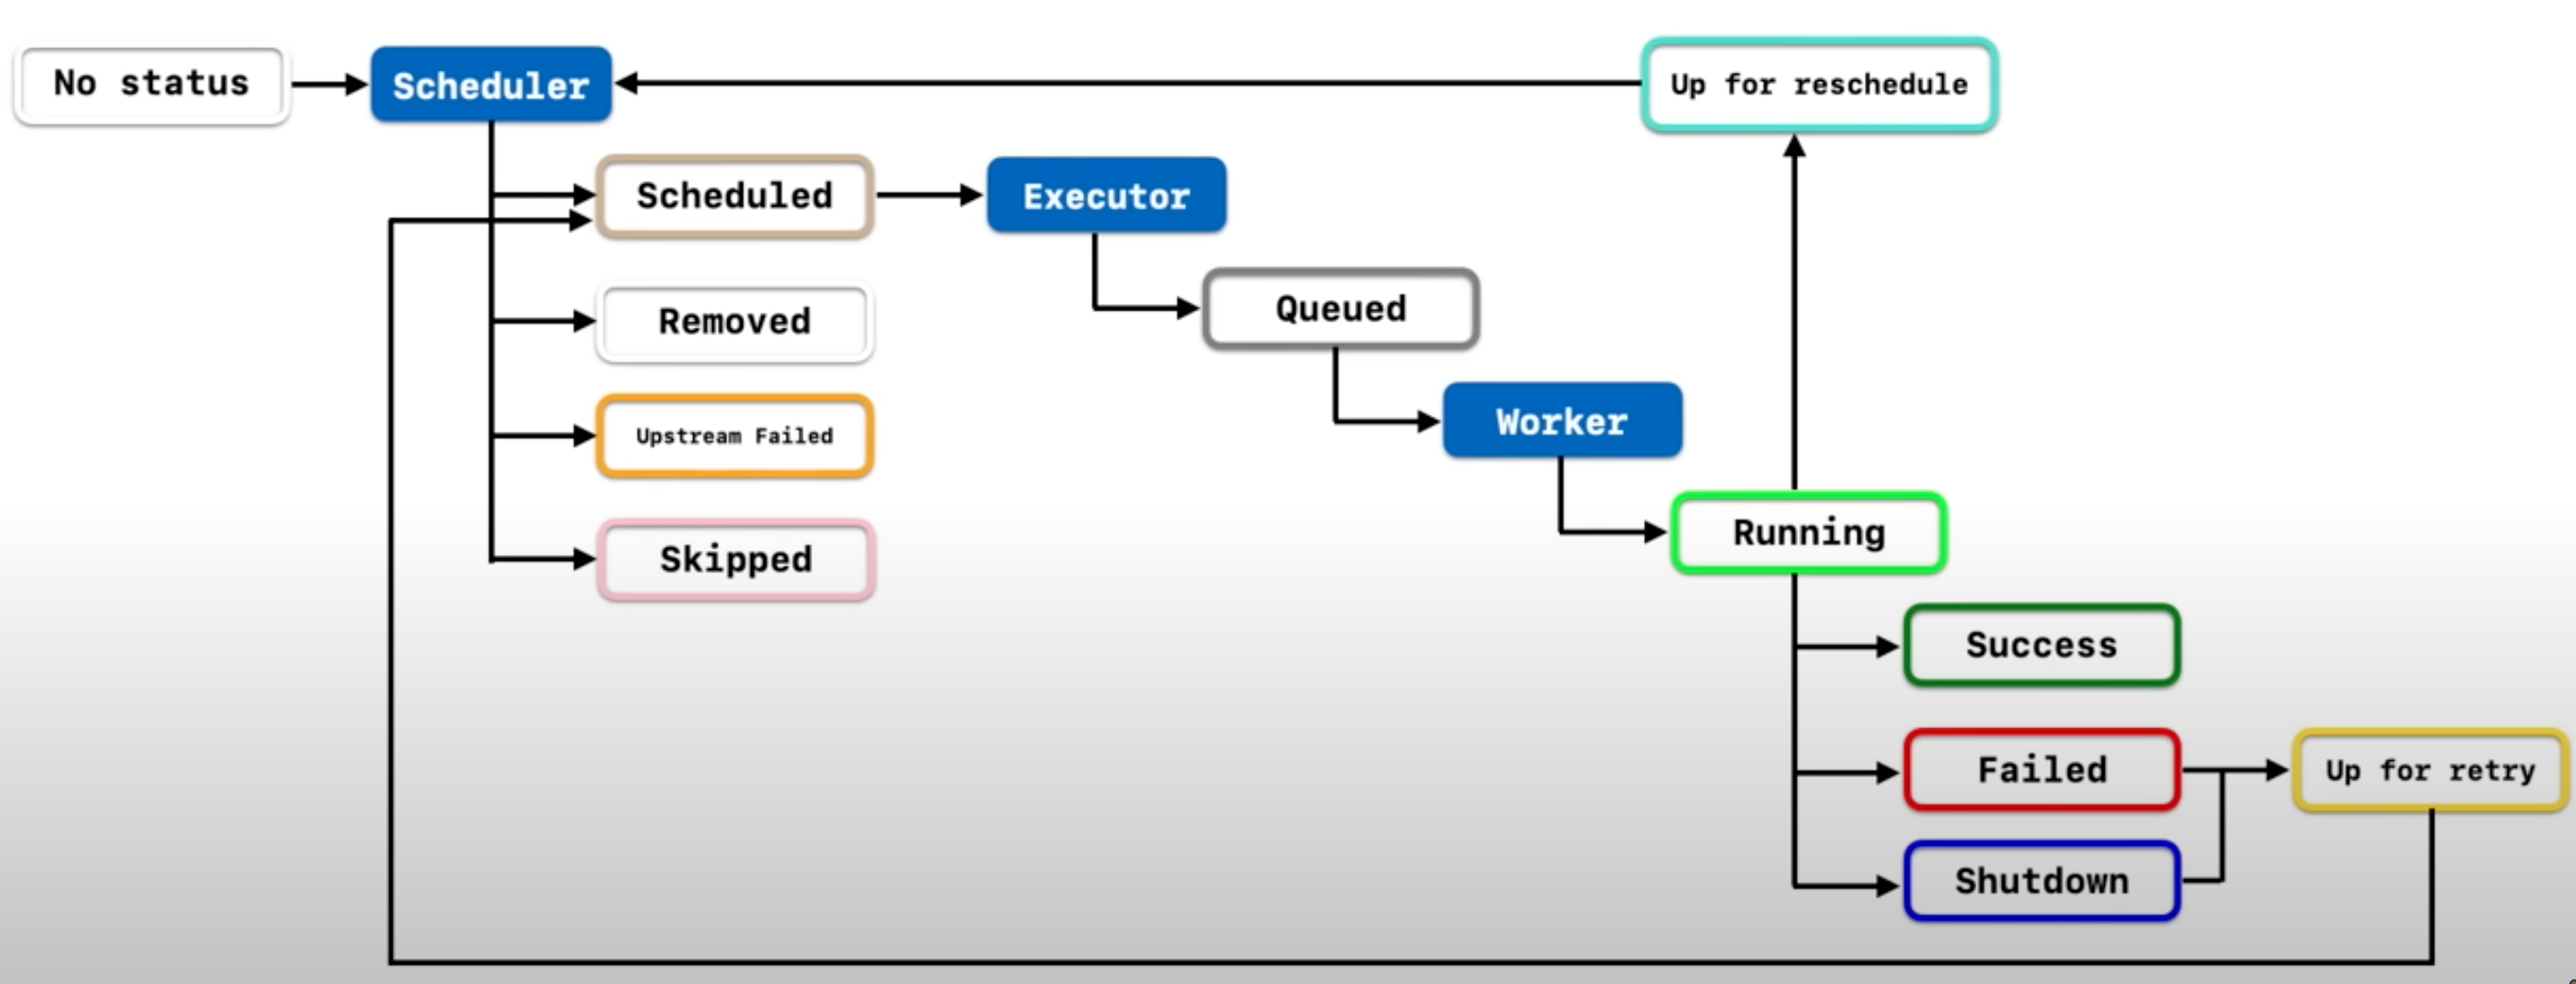 No status
Scheduler
Up for reschedule
Scheduled
Executor
Removed
Queued
Upstream Failed
Worker
Skipped
Running
Success
Failed
Up for retry
Shutdown